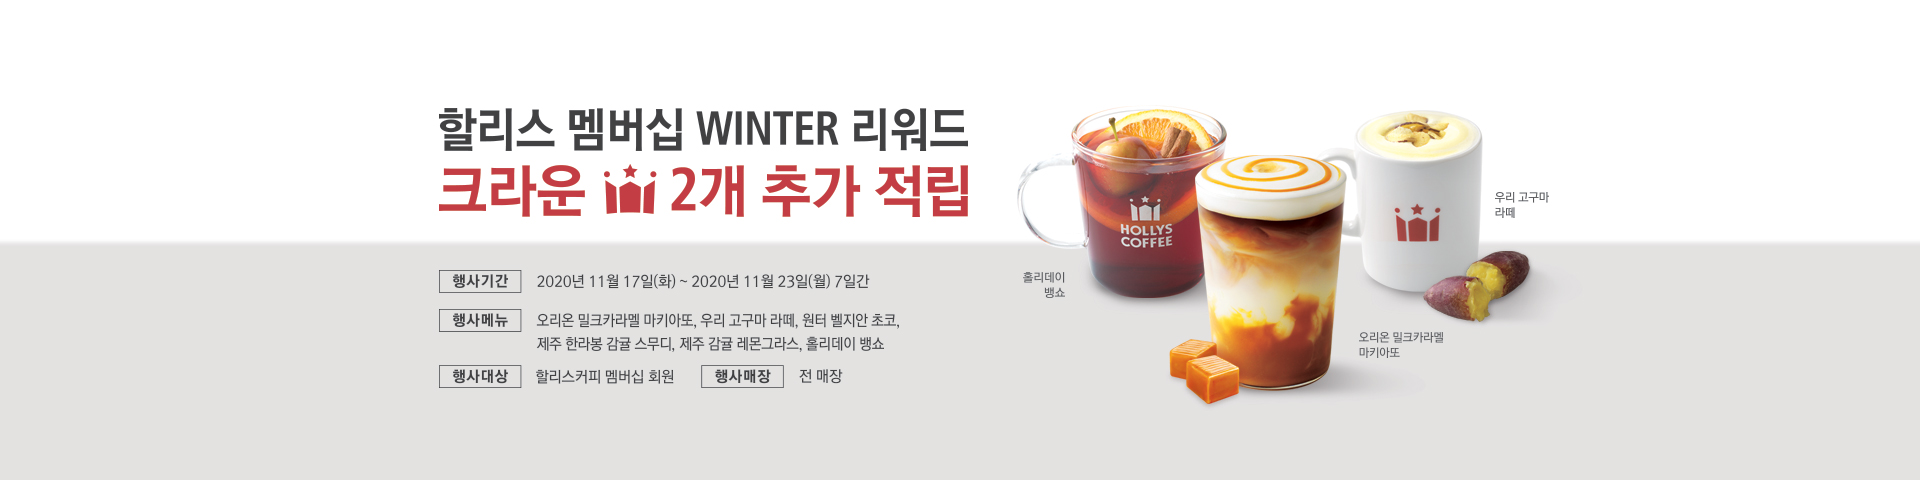 할리스 멤버십 WINTER 리워드
크라운 2개 추가 적립
행사기간 2020년 11월 17일(화) ~ 2020년 11월 23일(월) 7일간
행사메뉴 오리온 밀크카라멜 마키아또, 우리 고구마 라떼, 윈터 벨지안 초코,
제주 한라봉 감귤 스무디, 제주 감귤 레몬그라스, 홀리데이 뱅쇼
행사대상 할리스커피 멤버십 회원 행사매장 전 매장
HOLLYS
COFFEE
홀리데이
뱅쇼
오리온 밀크카라멜
마키아또
우리 고구마
라떼